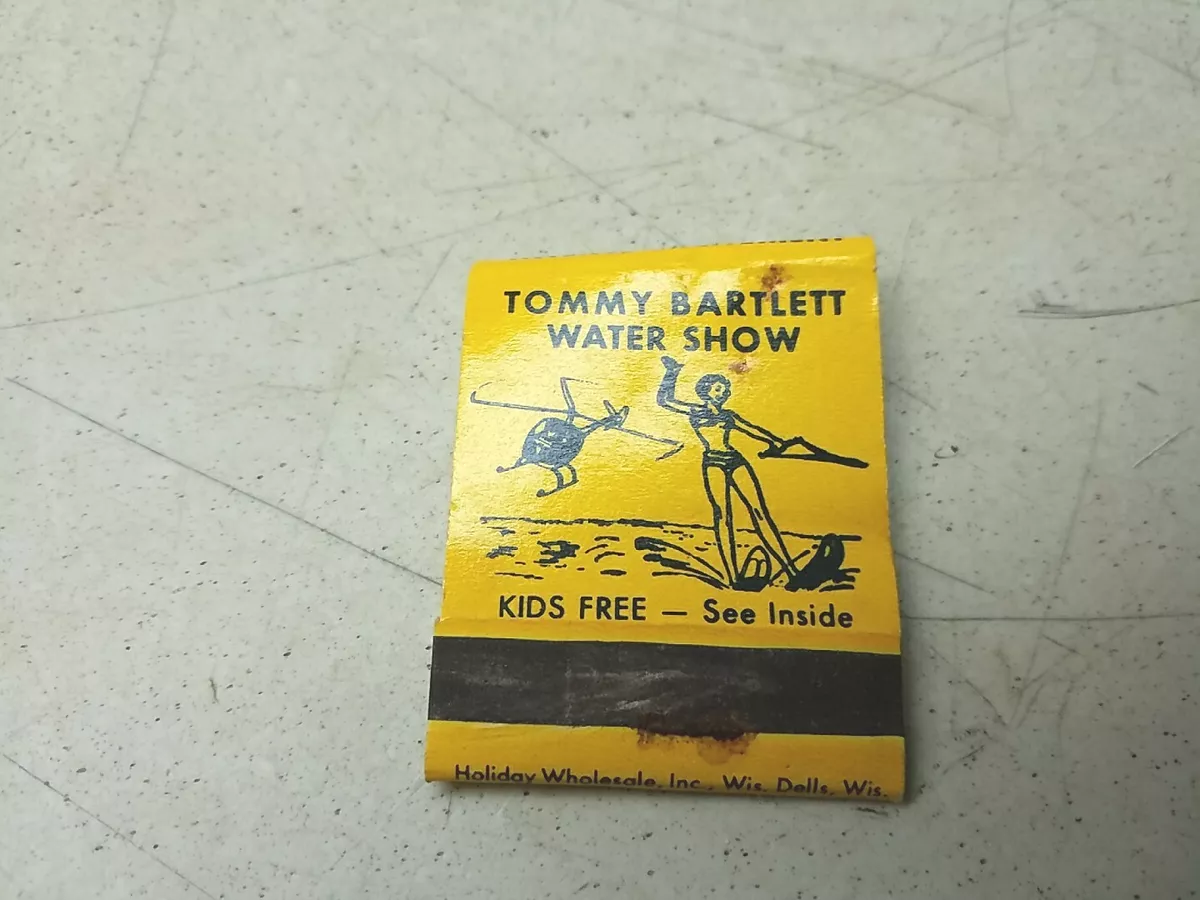 TOMMY BARTLETT
WATER SHOW
KIDS FREE — See Inside
Holiday Wholesale, Inc., Wis. Dells, Wis.